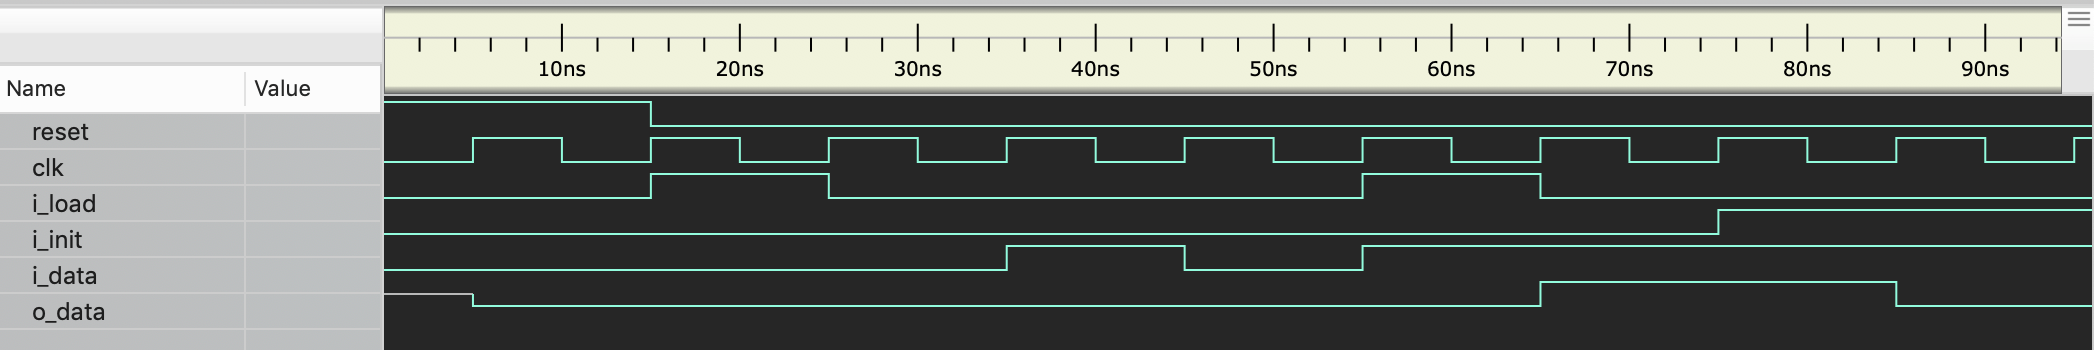 10ns 20ns 30ns 40ns 50ns 60ns 70ns 80ns 90ns
Name Value
reset
clk
i_load
i_init
i_data
o_data